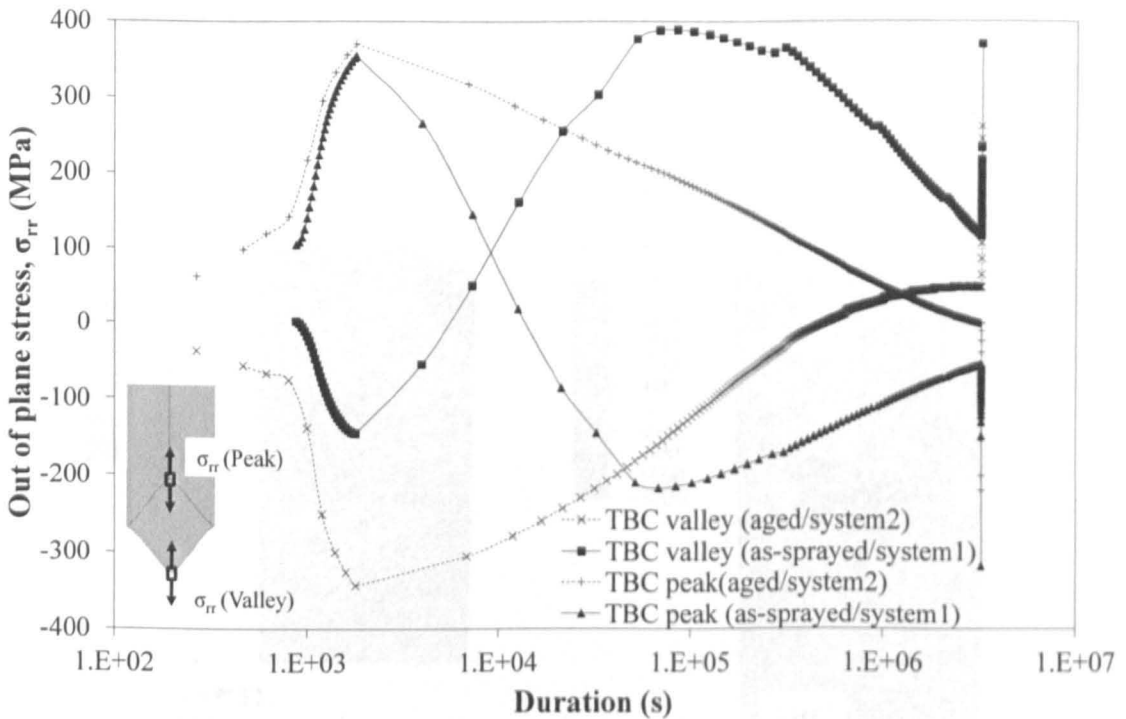 400
300
200
100
0
-100
-200
-300
-400
Out of plane stress, σrr (MPa)
σrr (Peak)
σrr (Valley)
TBC valley (aged/system2)
TBC valley (as-sprayed/system1)
TBC peak(aged/system2)
TBC peak (as-sprayed/system1)
1.E+02 1.E+03 1.E+04 1.E+05 1.E+06 1.E+07
Duration (s)